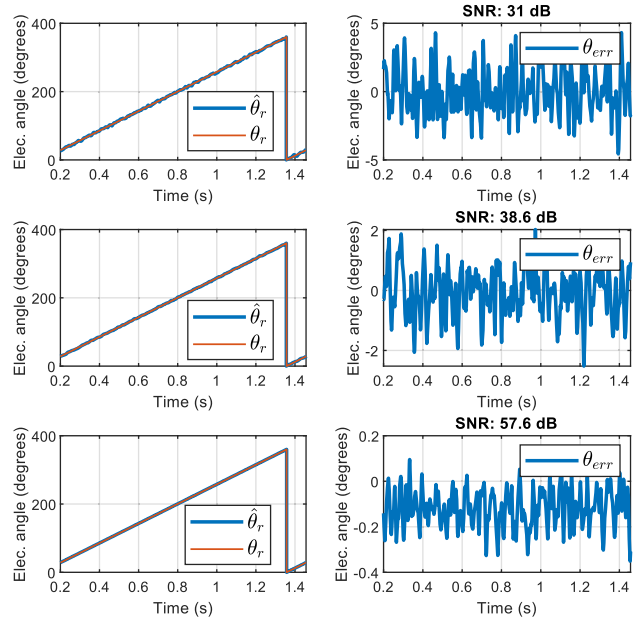 SNR: 31 dB
Elec. angle (degrees)
400
200
0
θ̂r
θr
0.2 0.4 0.6 0.8 1 1.2 1.4
Time (s)
Elec. angle (degrees)
5
0
-5
θerr
0.2 0.4 0.6 0.8 1 1.2 1.4
Time (s)
SNR: 38.6 dB
Elec. angle (degrees)
400
200
0
θ̂r
θr
0.2 0.4 0.6 0.8 1 1.2 1.4
Time (s)
Elec. angle (degrees)
2
0
-2
θerr
0.2 0.4 0.6 0.8 1 1.2 1.4
Time (s)
SNR: 57.6 dB
Elec. angle (degrees)
400
200
0
θ̂r
θr
0.2 0.4 0.6 0.8 1 1.2 1.4
Time (s)
Elec. angle (degrees)
0.2
0
-0.2
-0.4
θerr
0.2 0.4 0.6 0.8 1 1.2 1.4
Time (s)